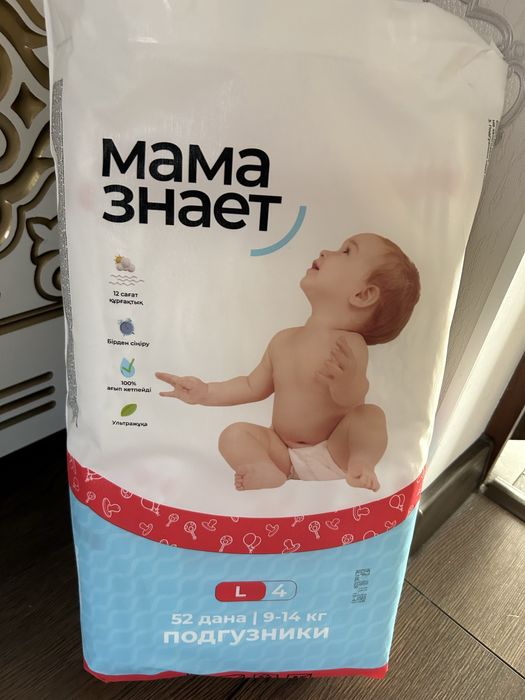 мама
знает
12 сағат
құрғақтық
Бірден сіңіру
100%
ағып кетпейді
Ультражұқа
L 4
52 дана | 9-14 кг
подгузники